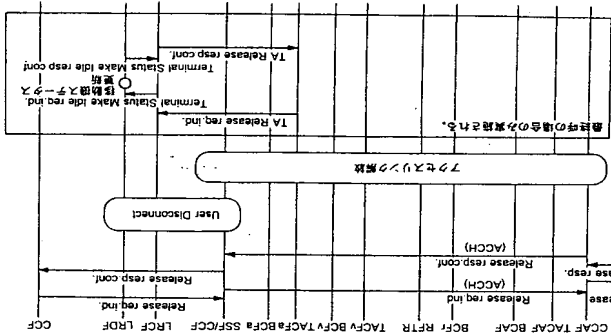 CCAF TACAF BCAF BCFr RFTR TACFv BCFv TACFa BCFa SSF/CCF LRCF LRDF CCF
ease
Release req.ind
(ACCH)
Release req.ind.
ease resp.
Release resp.conf.
(ACCH)
Release resp.conf.
User Disconnect
アクセスリンク解放
最終呼の場合のみ実施される。
TA Release req.ind.
Terminal Status Make Idle req.ind.
移動機ステータス
更新
Terminal Status Make Idle resp.conf
TA Release resp.conf.